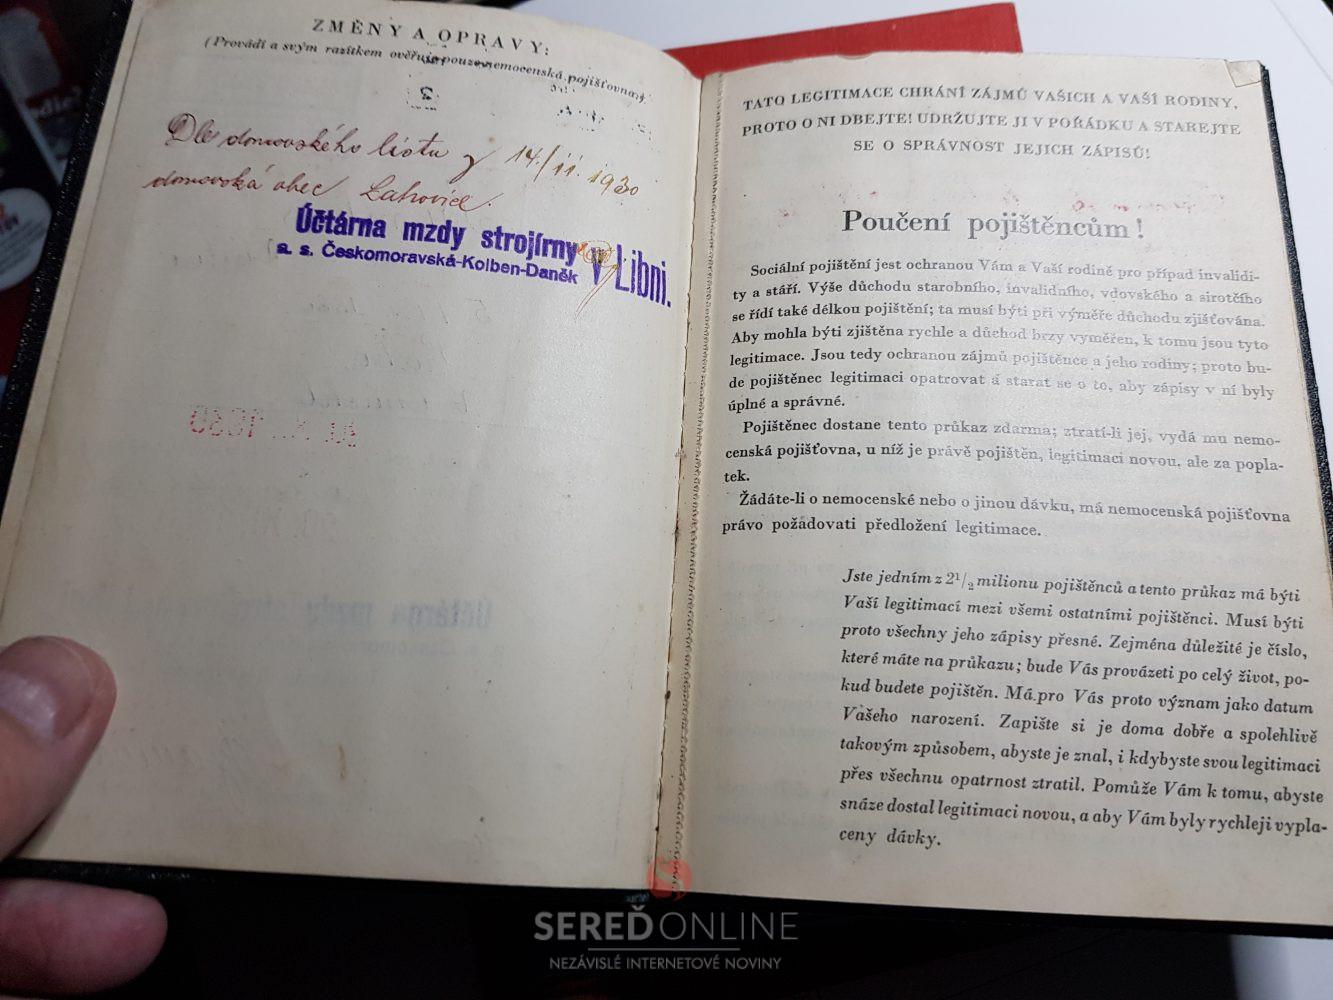 ZMĚNY A OPRAVY:
(Provádí a svým razítkem ověřuje pouze nemocenská pojišťovna.)
Dle domovského listu z 14./11. 1930
domovská obec Lahovice.
Účtárna mzdy strojírny v Libni.
a. s. Českomoravská-Kolben-Daněk
TATO LEGITIMACE CHRÁNÍ ZÁJMŮ VAŠICH A VAŠÍ RODINY,
PROTO O NI DBEJTE! UDRŽUJTE JI V POŘÁDKU A STAREJTE
SE O SPRÁVNOST JEJICH ZÁPISŮ!
Poučení pojištěncům!
Sociální pojištění jest ochranou Vám a Vaší rodině pro případ invalidi-
ty a stáří. Výše důchodu starobního, invalidního, vdovského a sirotčího
se řídí také délkou pojištění; ta musí býti při výměře důchodu zjišťována.
Aby mohla býti zjištěna rychle a důchod brzy vyměřen, k tomu jsou tyto
legitimace. Jsou tedy ochranou zájmů pojištěnce a jeho rodiny; proto bu-
de pojištěnec legitimaci opatrovat a starat se o to, aby zápisy v ní byly
úplné a správné.
Pojištěnec dostane tento průkaz zdarma; ztratí-li jej, vydá mu nemo-
censká pojišťovna, u níž je právě pojištěn, legitimaci novou, ale za popla-
tek.
Žádáte-li o nemocenské nebo o jinou dávku, má nemocenská pojišťovna
právo požadovati předložení legitimace.
Jste jedním z 2½ milionu pojištěnců a tento průkaz má býti
Vaší legitimací mezi všemi ostatními pojištěnci. Musí býti
proto všechny jeho zápisy přesné. Zejména důležité je číslo,
které máte na průkazu; bude Vás provázeti po celý život, po-
kud budete pojištěn. Má pro Vás proto význam jako datum
Vašeho narození. Zapište si je doma dobře a spolehlivě
takovým způsobem, abyste je znal, i kdybyste svou legitimaci
přes všechnu opatrnost ztratil. Pomůže Vám k tomu, abyste
snáze dostal legitimaci novou, a aby Vám byly rychleji vypla-
ceny dávky.
SEREĎONLINE
NEZÁVISLÉ INTERNETOVÉ NOVINY